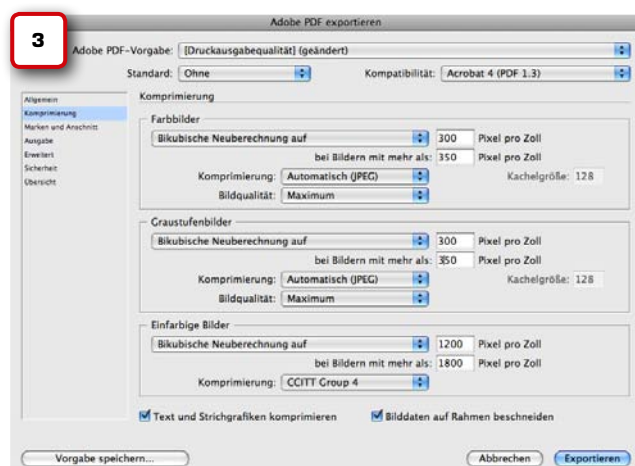 Adobe PDF exportieren
3
Adobe PDF-Vorgabe: [Druckausgabequalität] (geändert)
Standard: Ohne Kompatibilität: Acrobat 4 (PDF 1.3)
Allgemein
Komprimierung
Marken und Anschnitt
Ausgabe
Erweitert
Sicherheit
Übersicht
Komprimierung
Farbbilder
Bikubische Neuberechnung auf 300 Pixel pro Zoll
bei Bildern mit mehr als: 350 Pixel pro Zoll
Komprimierung: Automatisch (JPEG) Kachelgröße: 128
Bildqualität: Maximum
Graustufenbilder
Bikubische Neuberechnung auf 300 Pixel pro Zoll
bei Bildern mit mehr als: 350 Pixel pro Zoll
Komprimierung: Automatisch (JPEG) Kachelgröße: 128
Bildqualität: Maximum
Einfarbige Bilder
Bikubische Neuberechnung auf 1200 Pixel pro Zoll
bei Bildern mit mehr als: 1800 Pixel pro Zoll
Komprimierung: CCITT Group 4
Text und Strichgrafiken komprimieren Bilddaten auf Rahmen beschneiden
Vorgabe speichern... Abbrechen Exportieren